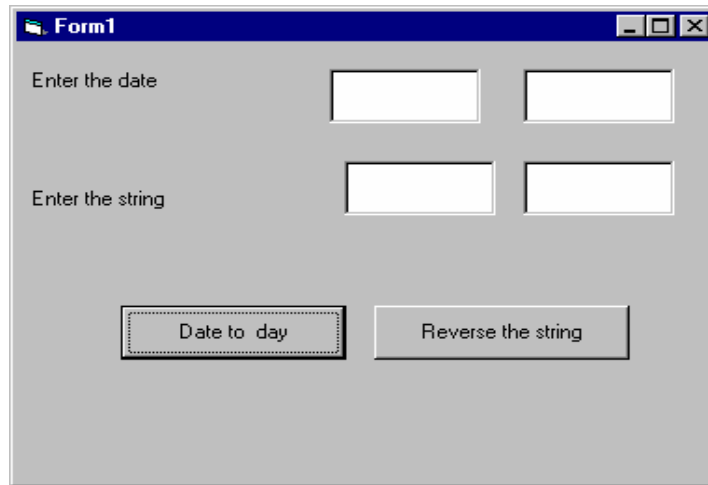 Form1
Enter the date
Enter the string
Date to  day
Reverse the string